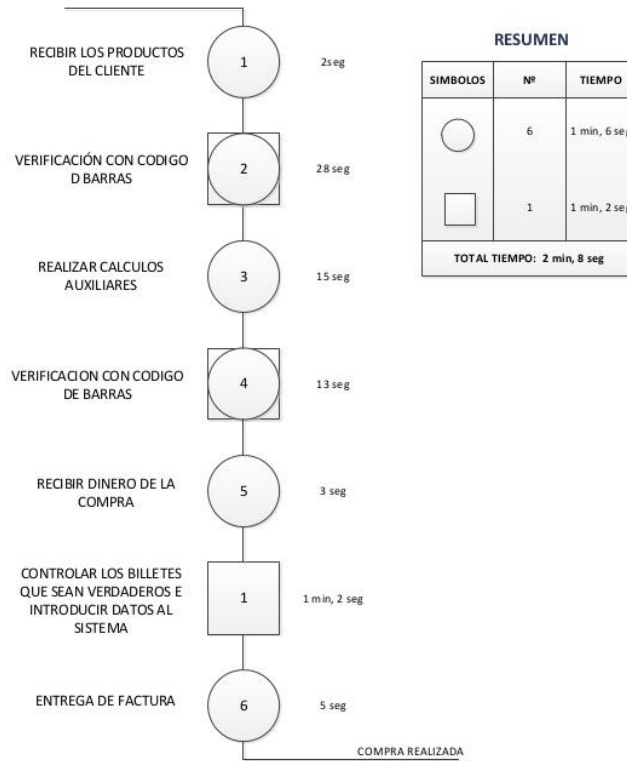 RECIBIR LOS PRODUCTOS
DEL CLIENTE
1
2seg
VERIFICACIÓN CON CODIGO
D BARRAS
2
28 seg
REALIZAR CALCULOS
AUXILIARES
3
15 seg
VERIFICACION CON CODIGO
DE BARRAS
4
13 seg
RECIBIR DINERO DE LA
COMPRA
5
3 seg
CONTROLAR LOS BILLETES
QUE SEAN VERDADEROS E
INTRODUCIR DATOS AL
SISTEMA
1
1 min, 2 seg
ENTREGA DE FACTURA
6
5 seg
COMPRA REALIZADA
RESUMEN
SIMBOLOS Nº TIEMPO
6 1 min, 6 seg
1 1 min, 2 seg
TOTAL TIEMPO: 2 min, 8 seg